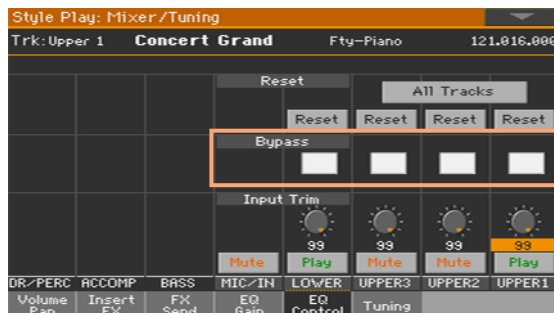 Style Play: Mixer/Tuning
Trk: Upper 1 Concert Grand Fty-Piano 121.016.000
Reset All Tracks
Reset Reset Reset Reset
Bypass
Input Trim
99 99 99 99
Mute Play Mute Mute Play
DR/PERC ACCOMP BASS MIC/IN LOWER UPPER3 UPPER2 UPPER1
Volume Insert FX EQ EQ Tuning
Pan FX Send Gain Control